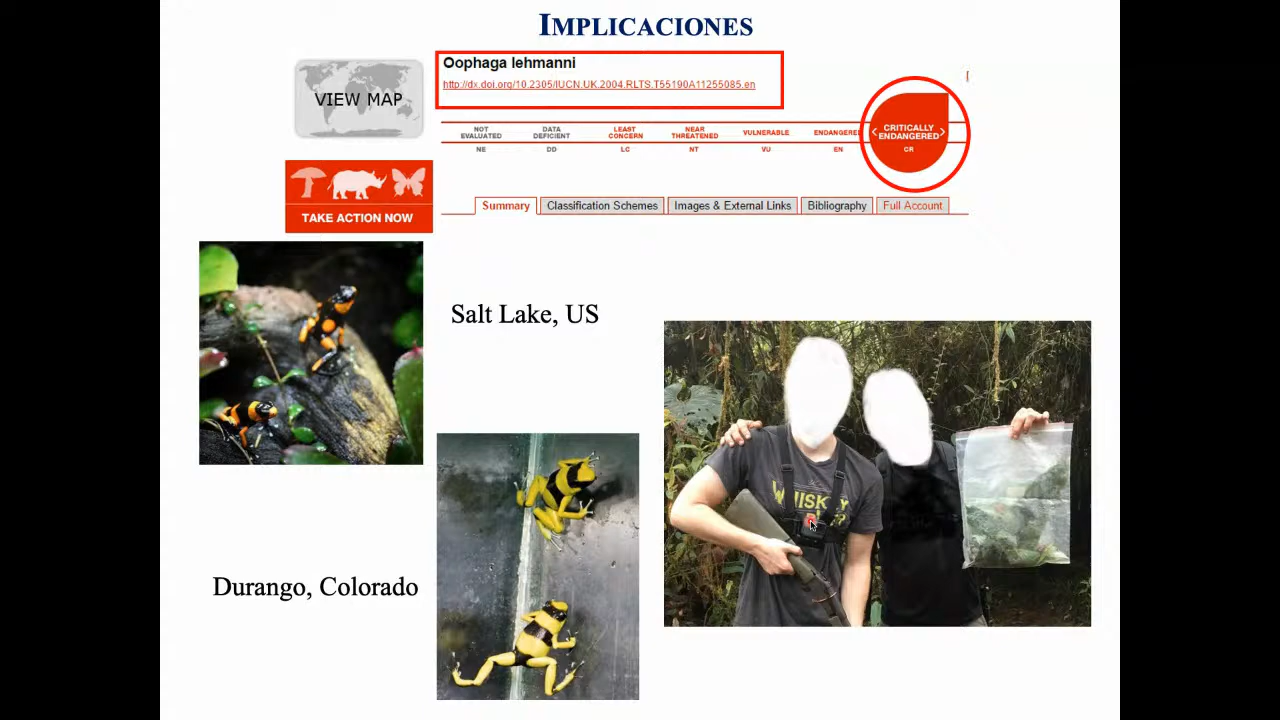 IMPLICACIONES
Oophaga lehmanni
http://dx.doi.org/10.2305/IUCN.UK.2004.RLTS.T55190A11255085.en
VIEW MAP
NOT EVALUATED
DATA DEFICIENT
LEAST CONCERN
NEAR THREATENED
VULNERABLE
ENDANGERED
< CRITICALLY ENDANGERED >
NE
DD
LC
NT
VU
EN
CR
TAKE ACTION NOW
Summary
Classification Schemes
Images & External Links
Bibliography
Full Account
Salt Lake, US
Durango, Colorado
WHISKEY